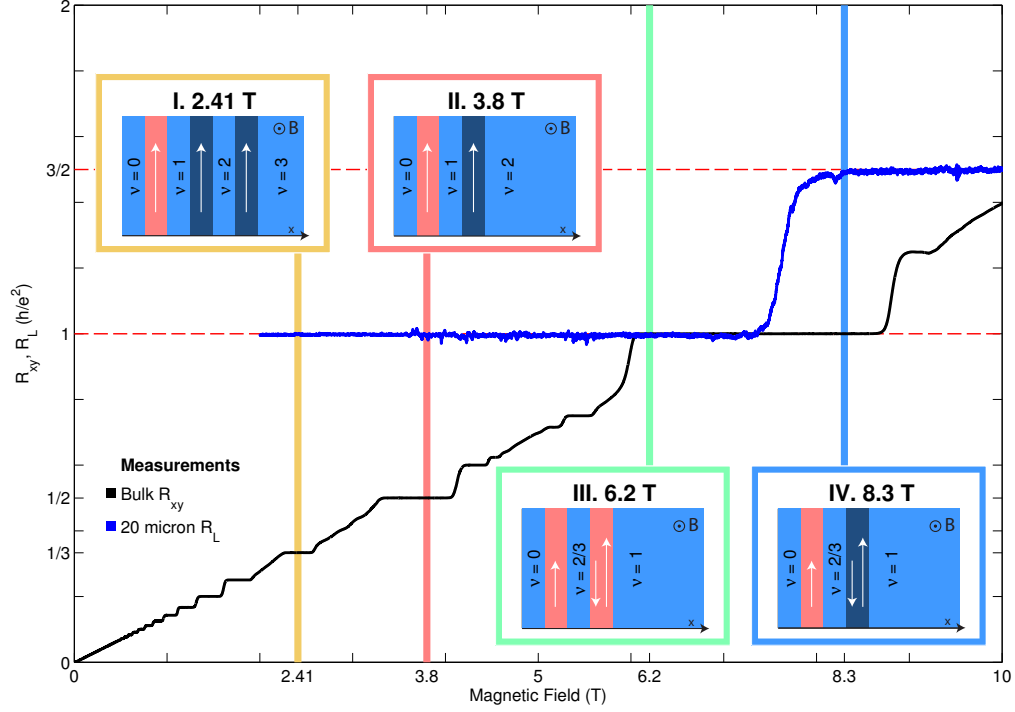 2
3/2
1
1/2
1/3
0
R_xy, R_L (h/e²)
I. 2.41 T
⊙ B
ν = 0
ν = 1
ν = 2
ν = 3
x
II. 3.8 T
⊙ B
ν = 0
ν = 1
ν = 2
x
Measurements
Bulk R_xy
20 micron R_L
III. 6.2 T
⊙ B
ν = 0
ν = 2/3
ν = 1
x
IV. 8.3 T
⊙ B
ν = 0
ν = 2/3
ν = 1
x
0 2.41 3.8 5 6.2 8.3 10
Magnetic Field (T)